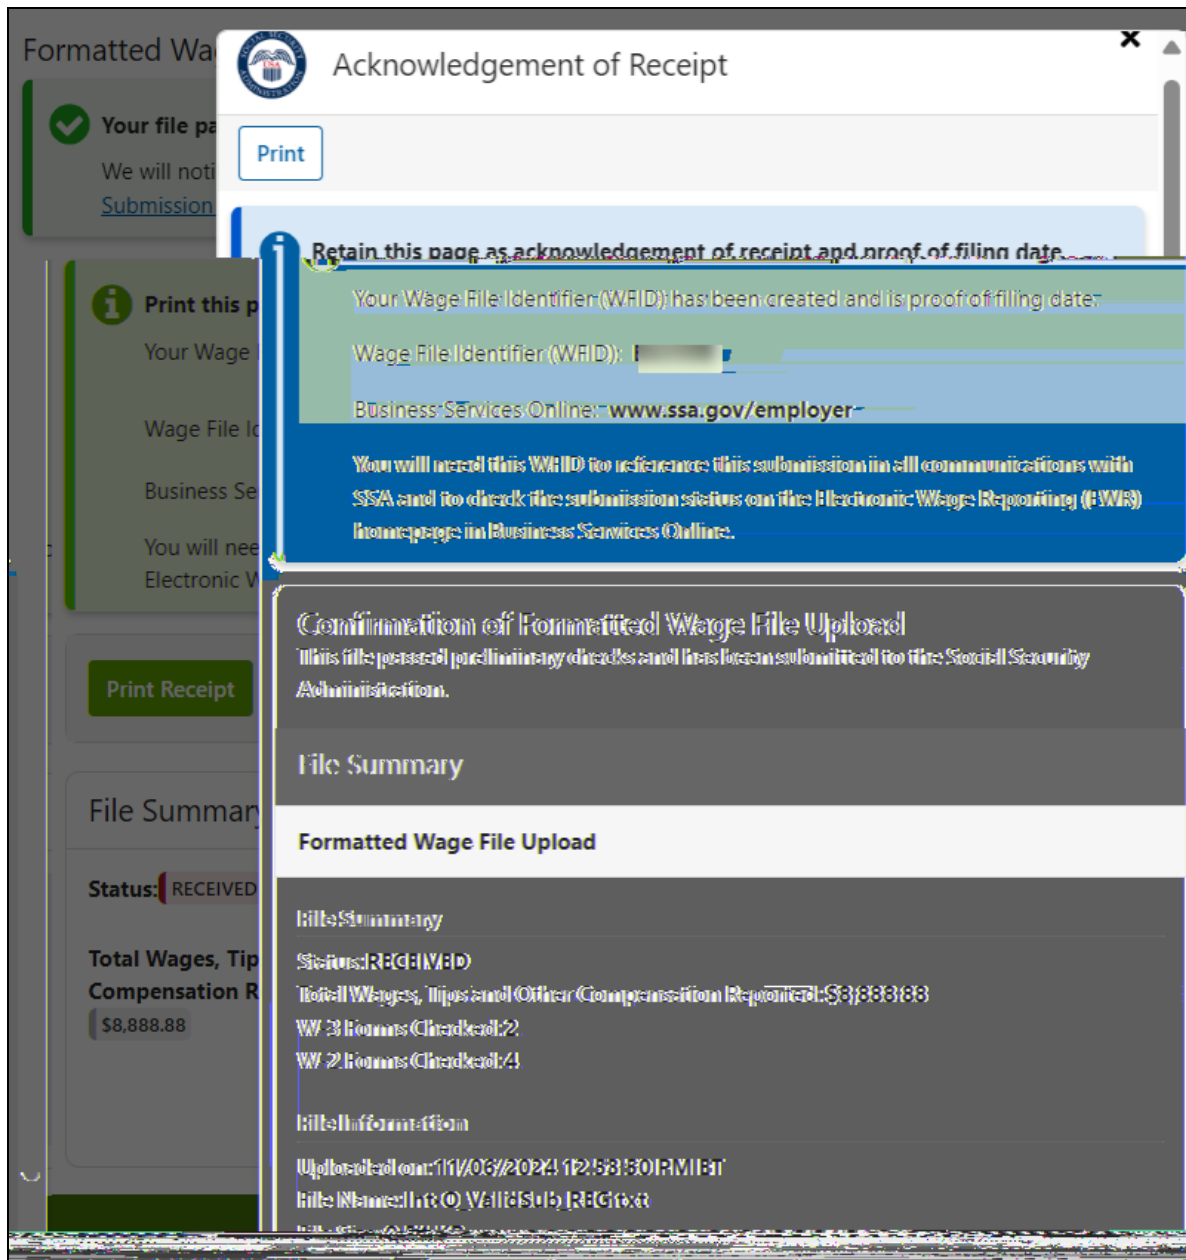 Formatted Wa
Acknowledgement of Receipt
Your file pa
We will noti
Submission
Print
Retain this page as acknowledgement of receipt and proof of filing date.
Print this p
Your Wage
Wage File Id
Business Se
You will nee
Electronic W
Your Wage File Identifier (WFID) has been created and is proof of filing date.
Wage File Identifier (WFID):
Business Services Online: www.ssa.gov/employer
You will need this WFID to reference this submission in all communications with
SSA and to check the submission status on the Electronic Wage Reporting (EWR)
homepage in Business Services Online.
Print Receipt
File Summary
Status: RECEIVED
Total Wages, Tip
Compensation R
$8,888.88
Confirmation of Formatted Wage File Upload
This file passed preliminary checks and has been submitted to the Social Security
Administration.
File Summary
Formatted Wage File Upload
File Summary
Status:RECEIVED
Total Wages, Tips and Other Compensation Reported:$8,888.88
W-3 Forms Checked:2
W-2 Forms Checked:4
File Information
Uploaded on:11/06/2024 12:58:50 PM
File Name: